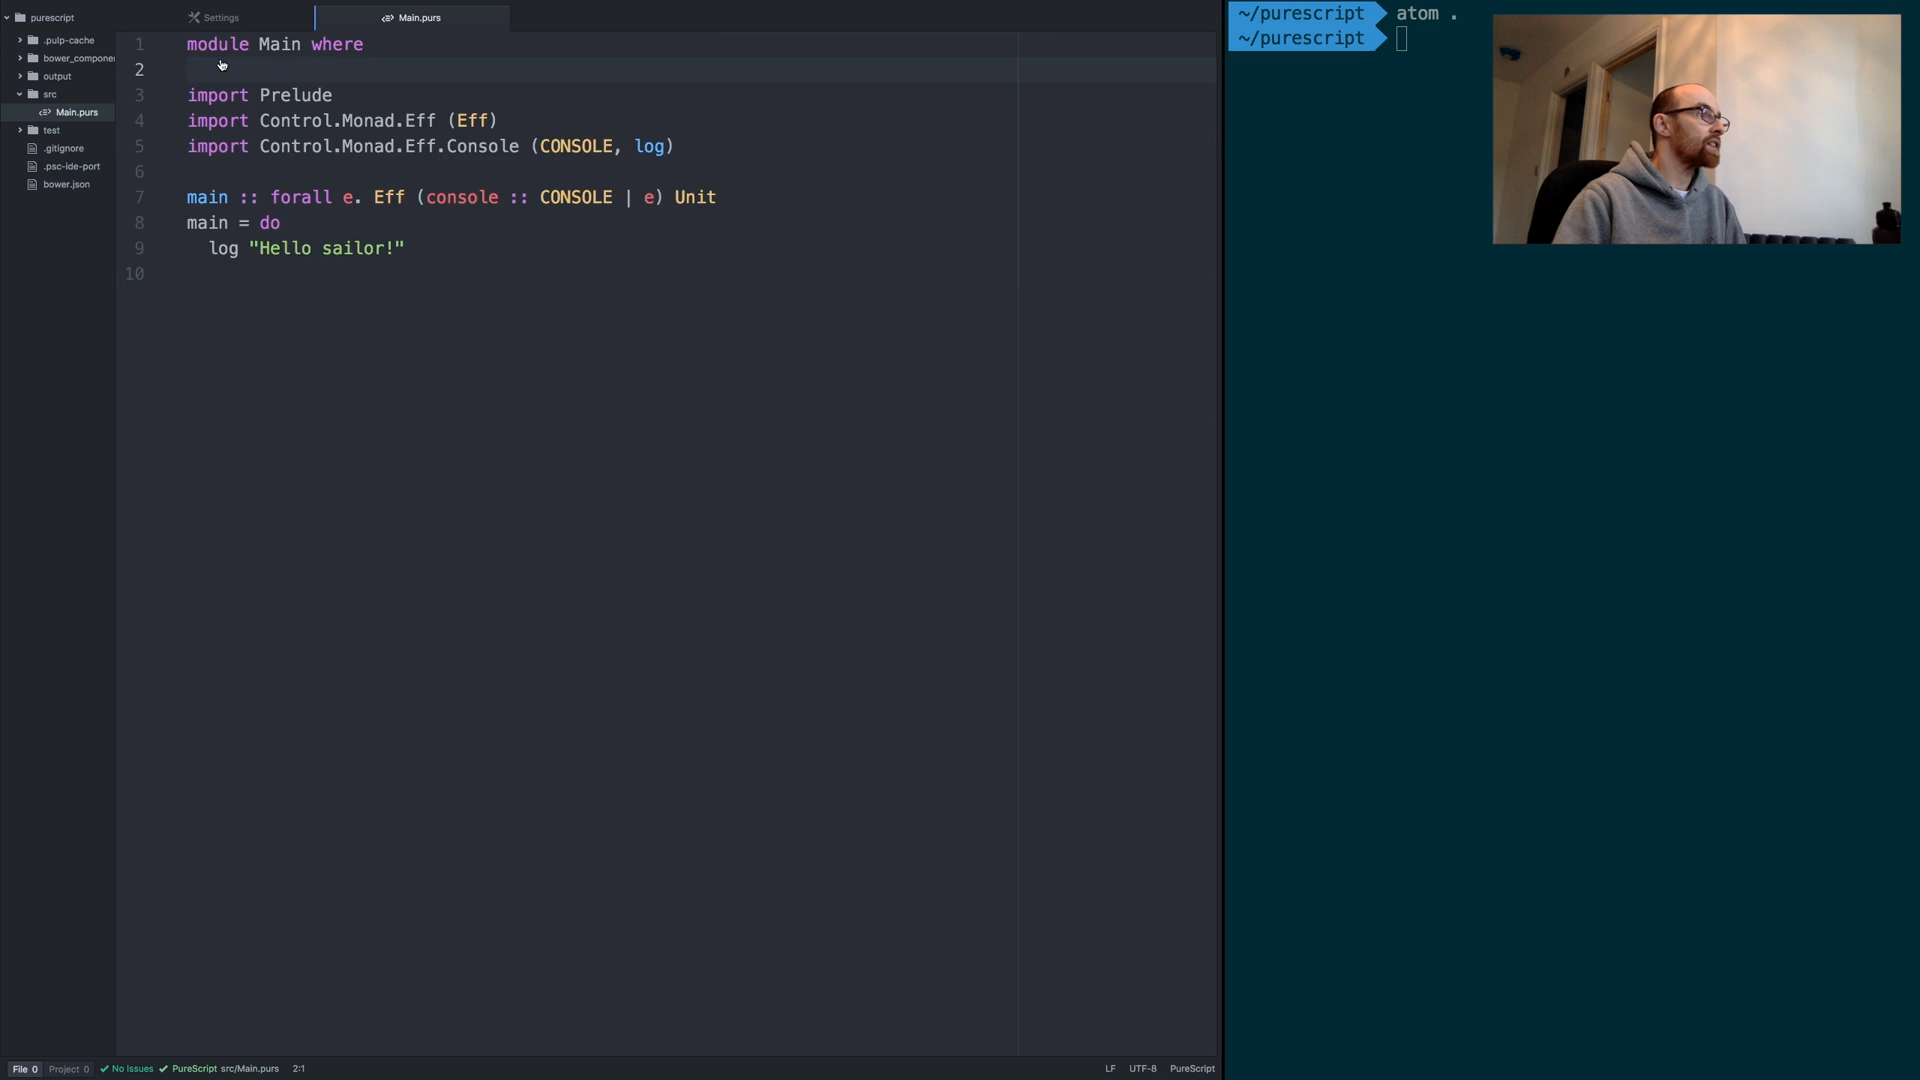 purescript
.pulp-cache
bower_componen
output
src
Main.purs
test
.gitignore
.psc-ide-port
bower.json
Settings
Main.purs
1 module Main where
2
3 import Prelude
4 import Control.Monad.Eff (Eff)
5 import Control.Monad.Eff.Console (CONSOLE, log)
6
7 main :: forall e. Eff (console :: CONSOLE | e) Unit
8 main = do
9 log "Hello sailor!"
10
File 0 Project 0 No Issues PureScript src/Main.purs 2:1
LF UTF-8 PureScript
~/purescript atom .
~/purescript